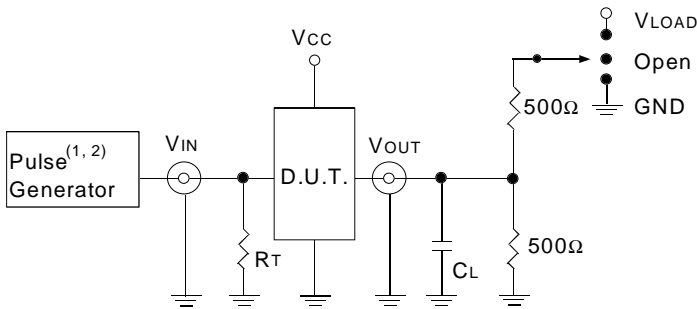 VLOAD
VCC
Open
500Ω
GND
VIN
VOUT
Pulse(1, 2)
Generator
D.U.T.
RT
CL
500Ω